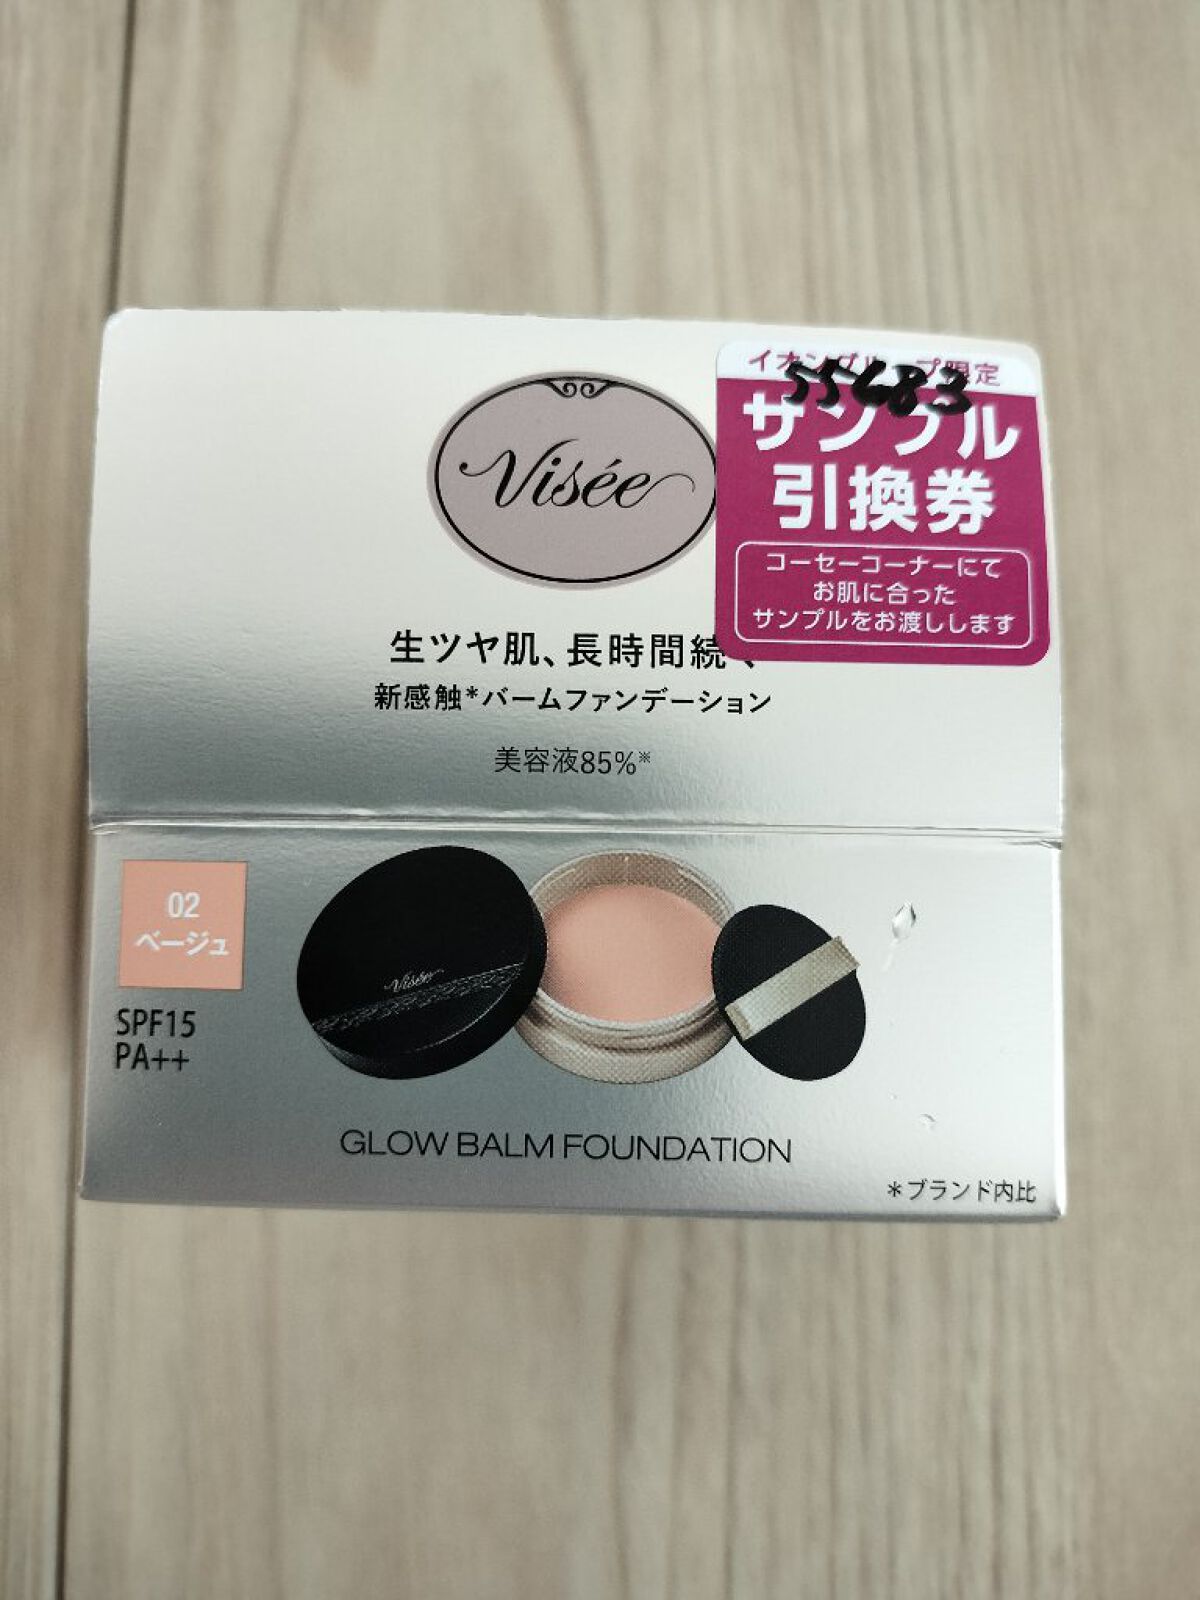 Visée
イオングループ限定
55683
サンプル
引換券
コーセーコーナーにて
お肌に合った
サンプルをお渡しします
生ツヤ肌、長時間続く、
新感触*バームファンデーション
美容液85%※
02
ベージュ
SPF15
PA++
Visée
GLOW BALM FOUNDATION
＊ブランド内比